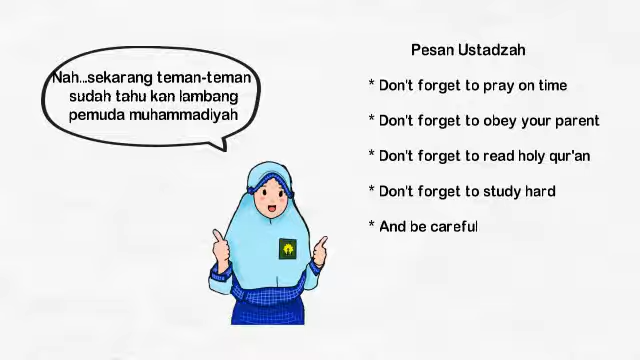 Nah...sekarang teman-teman
sudah tahu kan lambang
pemuda muhammadiyah
Pesan Ustadzah
* Don't forget to pray on time
* Don't forget to obey your parent
* Don't forget to read holy qur'an
* Don't forget to study hard
* And be careful